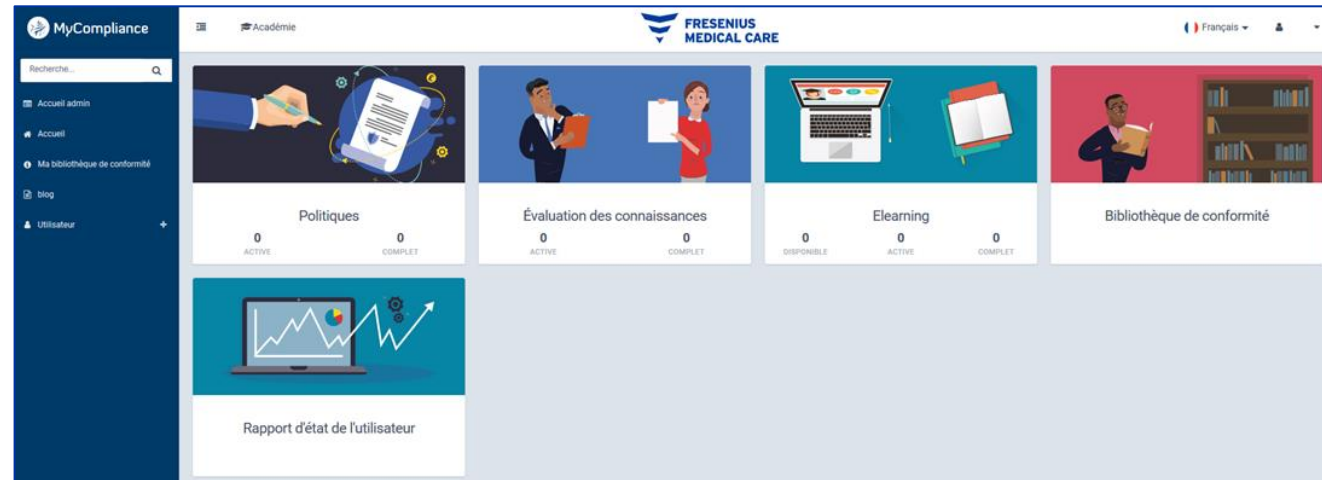 MyCompliance
Académie
FRESENIUS
MEDICAL CARE
Français
Recherche...
Accueil admin
Accueil
Ma bibliothèque de conformité
blog
Utilisateur
Politiques
0 0
ACTIVE COMPLET
Évaluation des connaissances
0 0
ACTIVE COMPLET
Elearning
0 0 0
DISPONIBLE ACTIVE COMPLET
Bibliothèque de conformité
Rapport d'état de l'utilisateur